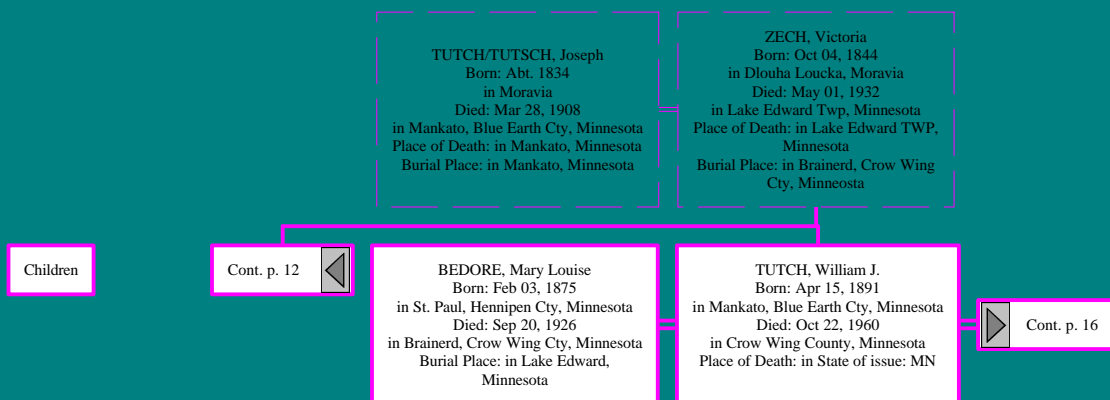 TUTCH/TUTSCH, Joseph
Born: Abt. 1834
in Moravia
Died: Mar 28, 1908
in Mankato, Blue Earth Cty, Minnesota
Place of Death: in Mankato, Minnesota
Burial Place: in Mankato, Minnesota
ZECH, Victoria
Born: Oct 04, 1844
in Dlouha Loucka, Moravia
Died: May 01, 1932
in Lake Edward Twp, Minnesota
Place of Death: in Lake Edward TWP,
Minnesota
Burial Place: in Brainerd, Crow Wing
Cty, Minneosta
Children
Cont. p. 12
BEDORE, Mary Louise
Born: Feb 03, 1875
in St. Paul, Hennipen Cty, Minnesota
Died: Sep 20, 1926
in Brainerd, Crow Wing Cty, Minnesota
Burial Place: in Lake Edward,
Minnesota
TUTCH, William J.
Born: Apr 15, 1891
in Mankato, Blue Earth Cty, Minnesota
Died: Oct 22, 1960
in Crow Wing County, Minnesota
Place of Death: in State of issue: MN
Cont. p. 16